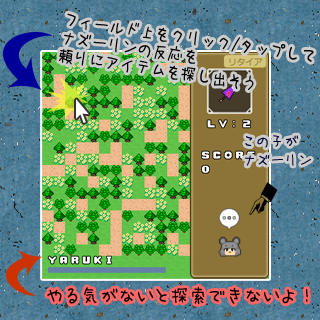 フィールド上をクリック/タップして
ナズーリンの反応を
頼りにアイテムを探し出そう
リタイア
LV:2
SCORE
0
この子が
ナズーリン
YARUKI
やる気がないと探索できないよ！